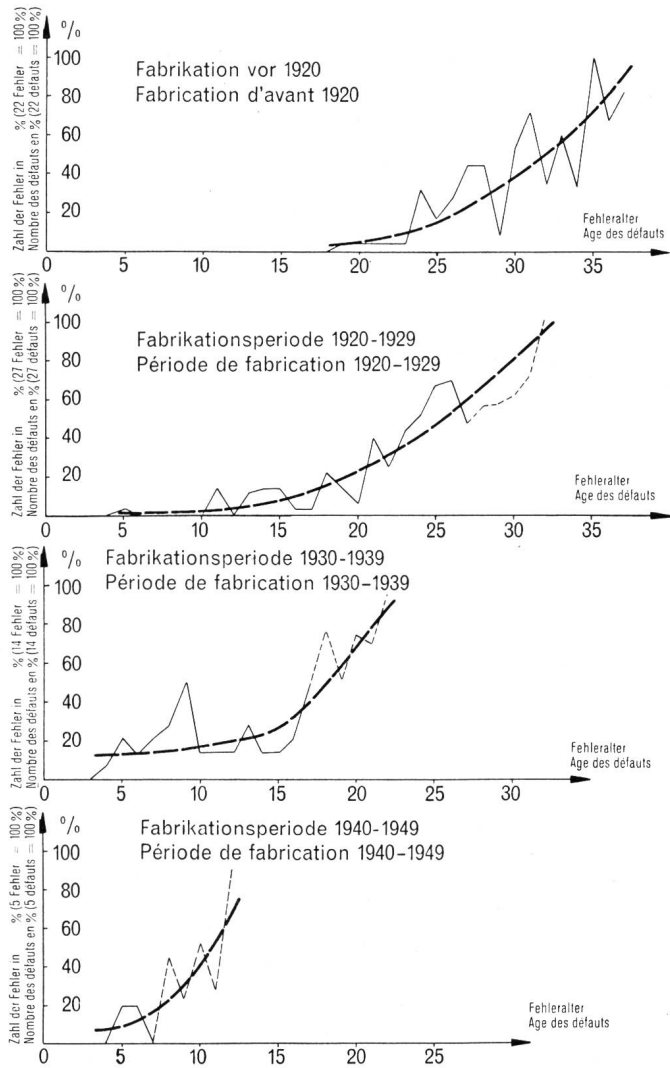 Zahl der Fehler in % (22 Fehler = 100%)
Nombre des défauts en % (22 défauts = 100%)
%
Fabrikation vor 1920
Fabrication d'avant 1920
100
80
60
40
20
Fehleralter
Age des défauts
0 5 10 15 20 25 30 35
Zahl der Fehler in % (27 Fehler = 100%)
Nombre des défauts en % (27 défauts = 100%)
%
Fabrikationsperiode 1920-1929
Période de fabrication 1920-1929
100
80
60
40
20
Fehleralter
Age des défauts
0 5 10 15 20 25 30 35
Zahl der Fehler in % (14 Fehler = 100%)
Nombre des défauts en % (14 défauts = 100%)
%
Fabrikationsperiode 1930-1939
Période de fabrication 1930-1939
100
80
60
40
20
Fehleralter
Age des défauts
0 5 10 15 20 25 30
Zahl der Fehler in % (5 Fehler = 100%)
Nombre des défauts en % (5 défauts = 100%)
%
Fabrikationsperiode 1940-1949
Période de fabrication 1940-1949
100
80
60
40
20
Fehleralter
Age des défauts
0 5 10 15 20 25